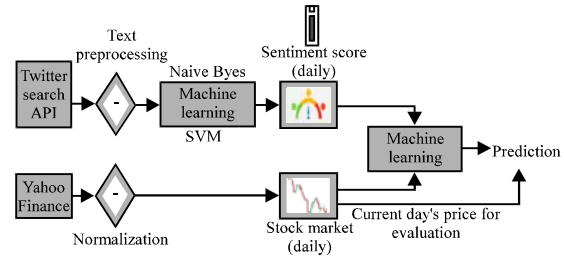 Text
preprocessing
Sentiment score
(daily)
Twitter
search
API
-
Naive Byes
Machine
learning
SVM
Machine
learning
Prediction
Yahoo
Finance
-
Normalization
Stock market
(daily)
Current day's price for
evaluation